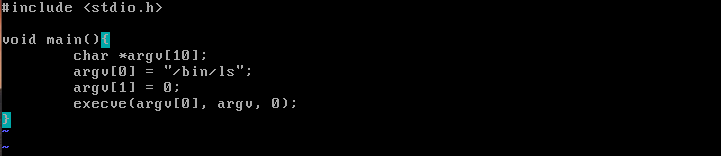 #include <stdio.h>
void main(){
        char *argv[10];
        argv[0] = "/bin/ls";
        argv[1] = 0;
        execve(argv[0], argv, 0);
}
~
~